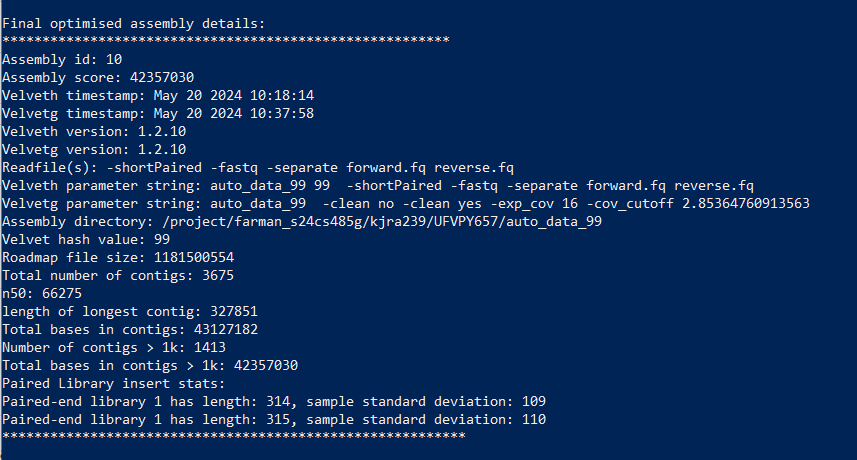 Final optimised assembly details:
********************************************************
Assembly id: 10
Assembly score: 42357030
Velveth timestamp: May 20 2024 10:18:14
Velvetg timestamp: May 20 2024 10:37:58
Velveth version: 1.2.10
Velvetg version: 1.2.10
Readfile(s): -shortPaired -fastq -separate forward.fq reverse.fq
Velveth parameter string: auto_data_99 99  -shortPaired -fastq -separate forward.fq reverse.fq
Velvetg parameter string: auto_data_99  -clean no -clean yes -exp_cov 16 -cov_cutoff 2.85364760913563
Assembly directory: /project/farman_s24cs485g/kjra239/UFVPY657/auto_data_99
Velvet hash value: 99
Roadmap file size: 1181500554
Total number of contigs: 3675
n50: 66275
length of longest contig: 327851
Total bases in contigs: 43127182
Number of contigs > 1k: 1413
Total bases in contigs > 1k: 42357030
Paired Library insert stats:
Paired-end library 1 has length: 314, sample standard deviation: 109
Paired-end library 1 has length: 315, sample standard deviation: 110
**********************************************************